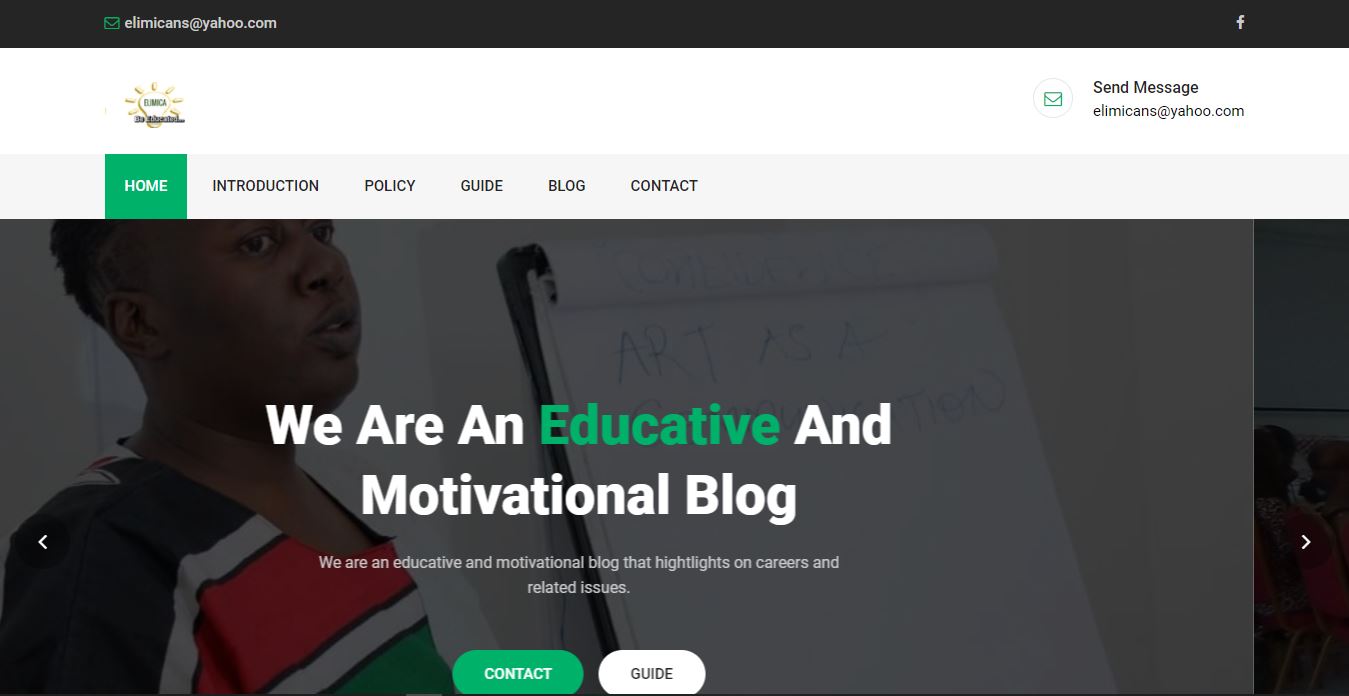 elimicans@yahoo.com
ELIMICA
Be Educated...
Send Message
elimicans@yahoo.com
HOME INTRODUCTION POLICY GUIDE BLOG CONTACT
CONFIDENCE
ART AS A
COMMUNICATION
We Are An Educative And
Motivational Blog
We are an educative and motivational blog that hightlights on careers and
related issues.
CONTACT GUIDE